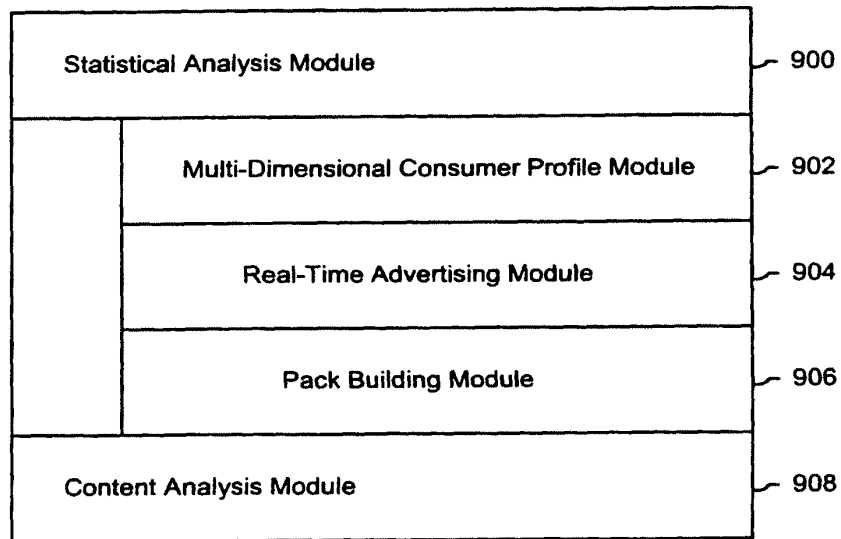 Statistical Analysis Module 900
Multi-Dimensional Consumer Profile Module 902
Real-Time Advertising Module 904
Pack Building Module 906
Content Analysis Module 908